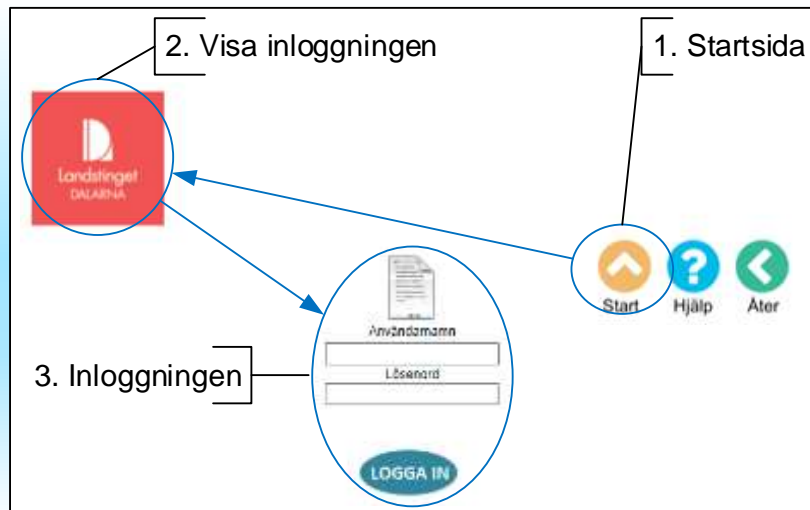 2. Visa inloggningen
1. Startsida
Landstinget
DALARNA
Start
Hjälp
Åter
Användarnamn
3. Inloggningen
Lösenord
LOGGA IN